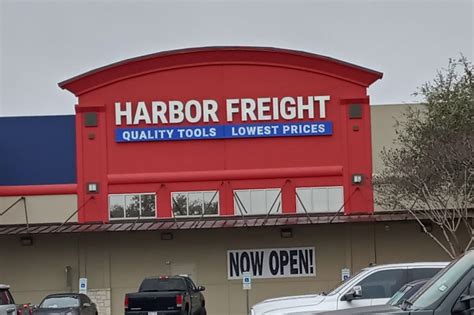 HARBOR FREIGHT
QUALITY TOOLS LOWEST PRICES
NOW OPEN!